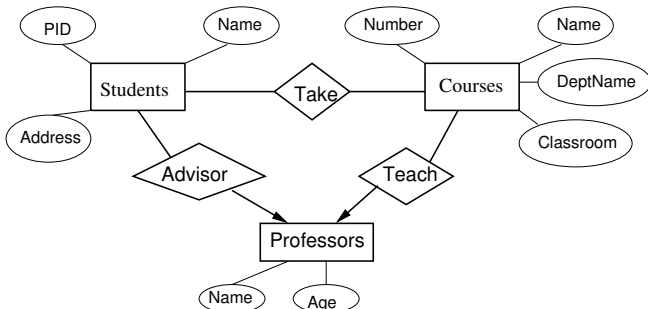 PID
Name
Number
Name
Students
Take
Courses
DeptName
Address
Classroom
Advisor
Teach
Professors
Name
Age